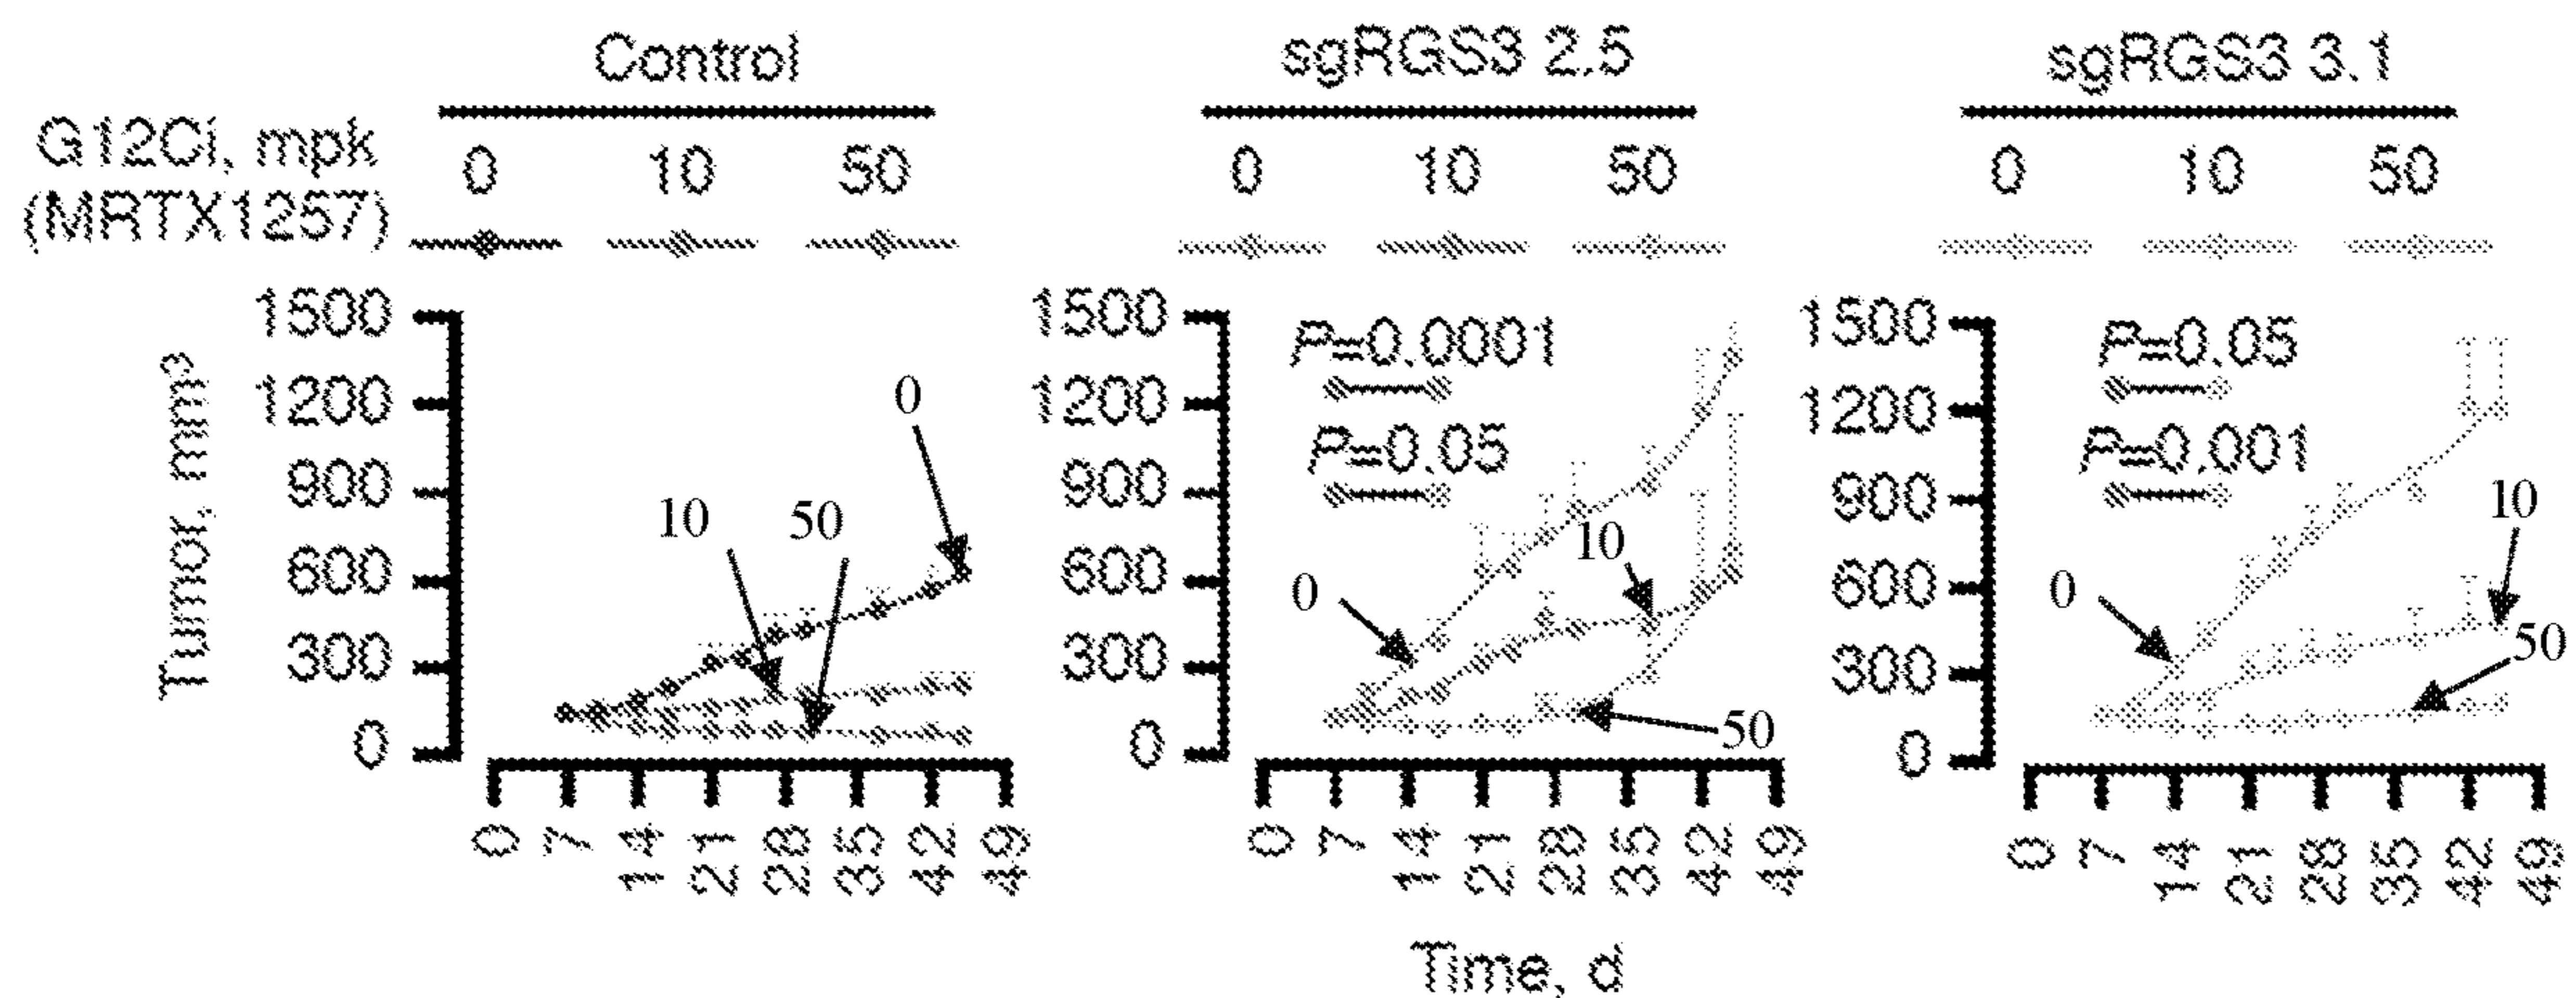 Control sgRGS3 2.5 sgRGS3 3.1
G12Ci, mpk 0 10 50 0 10 50 0 10 50
(MRTX1257)
1500 1500 P=0.0001 1500 P=0.05
1200 0 1200 P=0.05 1200 P=0.001
900 10 50 900 10 900 10
600 600 0 600 0
300 300 50 300 50
0 0 0
Tumor, mm³
0 7 14 21 28 35 42 49 0 7 14 21 28 35 42 49 0 7 14 21 28 35 42 49
Time, d